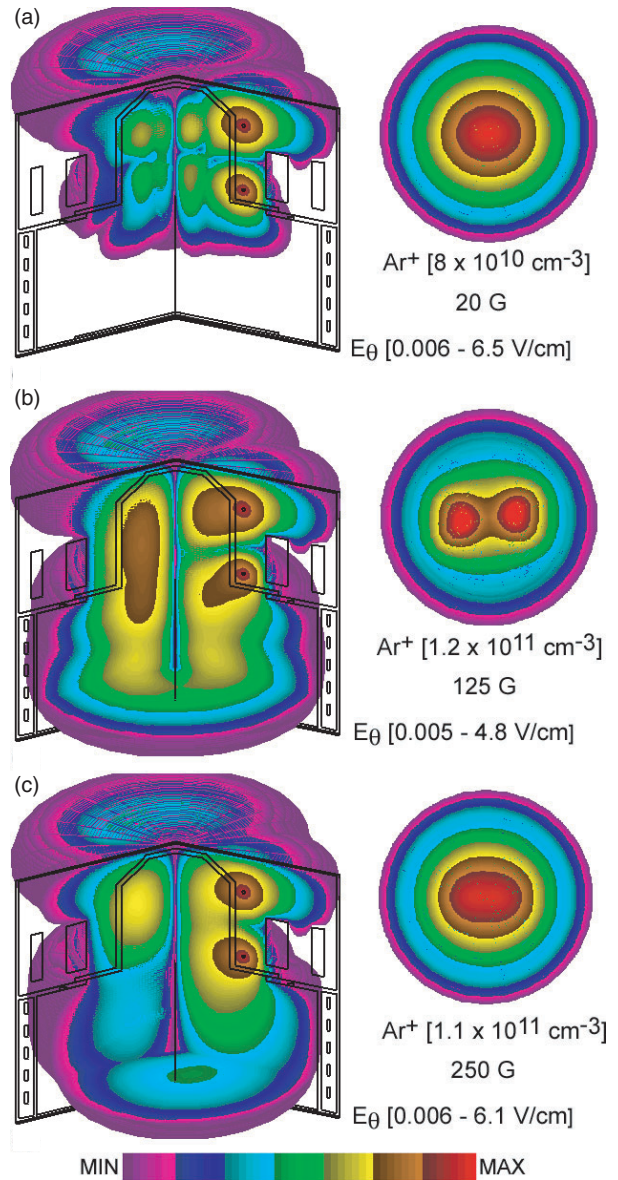 (a)
Ar+ [8 x 10^10 cm^-3]
20 G
Eθ [0.006 - 6.5 V/cm]
(b)
Ar+ [1.2 x 10^11 cm^-3]
125 G
Eθ [0.005 - 4.8 V/cm]
(c)
Ar+ [1.1 x 10^11 cm^-3]
250 G
Eθ [0.006 - 6.1 V/cm]
MIN MAX